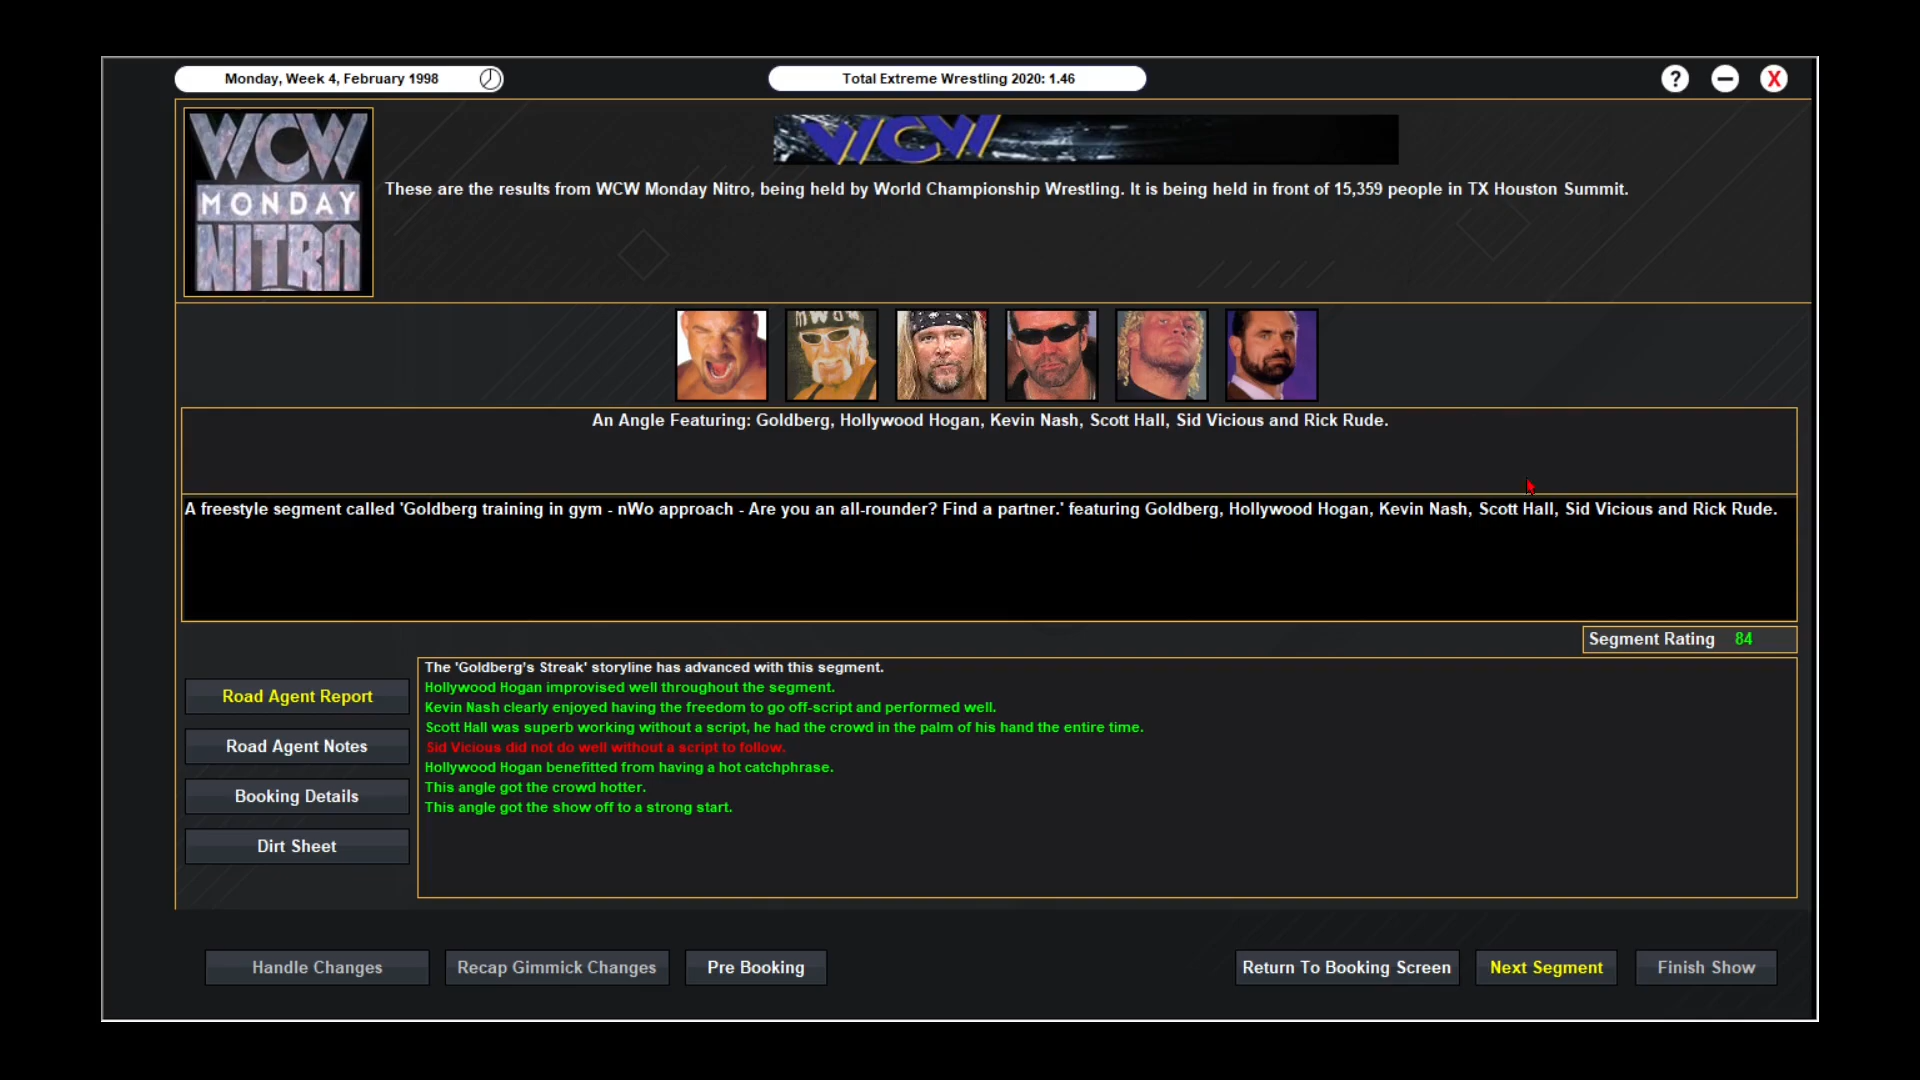 Monday, Week 4, February 1998
Total Extreme Wrestling 2020: 1.46
?
X
WCW
MONDAY
NITRO
WCW
These are the results from WCW Monday Nitro, being held by World Championship Wrestling. It is being held in front of 15,359 people in TX Houston Summit.
An Angle Featuring: Goldberg, Hollywood Hogan, Kevin Nash, Scott Hall, Sid Vicious and Rick Rude.
A freestyle segment called 'Goldberg training in gym - nWo approach - Are you an all-rounder? Find a partner.' featuring Goldberg, Hollywood Hogan, Kevin Nash, Scott Hall, Sid Vicious and Rick Rude.
Segment Rating 84
Road Agent Report
Road Agent Notes
Booking Details
Dirt Sheet
The 'Goldberg's Streak' storyline has advanced with this segment.
Hollywood Hogan improvised well throughout the segment.
Kevin Nash clearly enjoyed having the freedom to go off-script and performed well.
Scott Hall was superb working without a script, he had the crowd in the palm of his hand the entire time.
Sid Vicious did not do well without a script to follow.
Hollywood Hogan benefitted from having a hot catchphrase.
This angle got the crowd hotter.
This angle got the show off to a strong start.
Handle Changes
Recap Gimmick Changes
Pre Booking
Return To Booking Screen
Next Segment
Finish Show